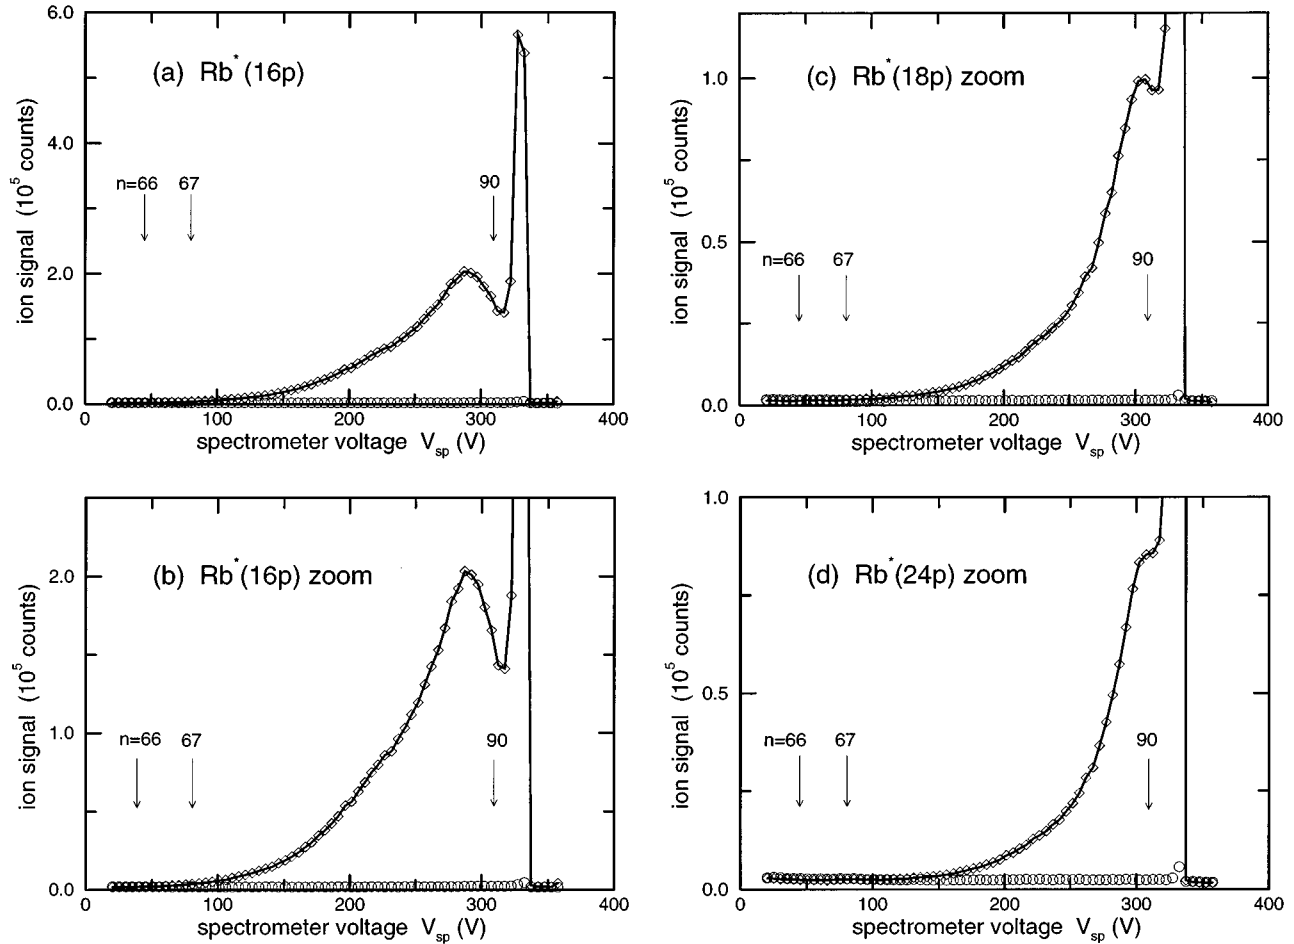 6.0
4.0
2.0
0.0
ion signal (10^5 counts)
(a) Rb*(16p)
n=66 67
90
0 100 200 300 400
spectrometer voltage V_sp (V)
1.0
0.5
0.0
ion signal (10^5 counts)
(c) Rb*(18p) zoom
n=66 67
90
0 100 200 300 400
spectrometer voltage V_sp (V)
2.0
1.0
0.0
ion signal (10^5 counts)
(b) Rb*(16p) zoom
n=66 67
90
0 100 200 300 400
spectrometer voltage V_sp (V)
1.0
0.5
0.0
ion signal (10^5 counts)
(d) Rb*(24p) zoom
n=66 67
90
0 100 200 300 400
spectrometer voltage V_sp (V)